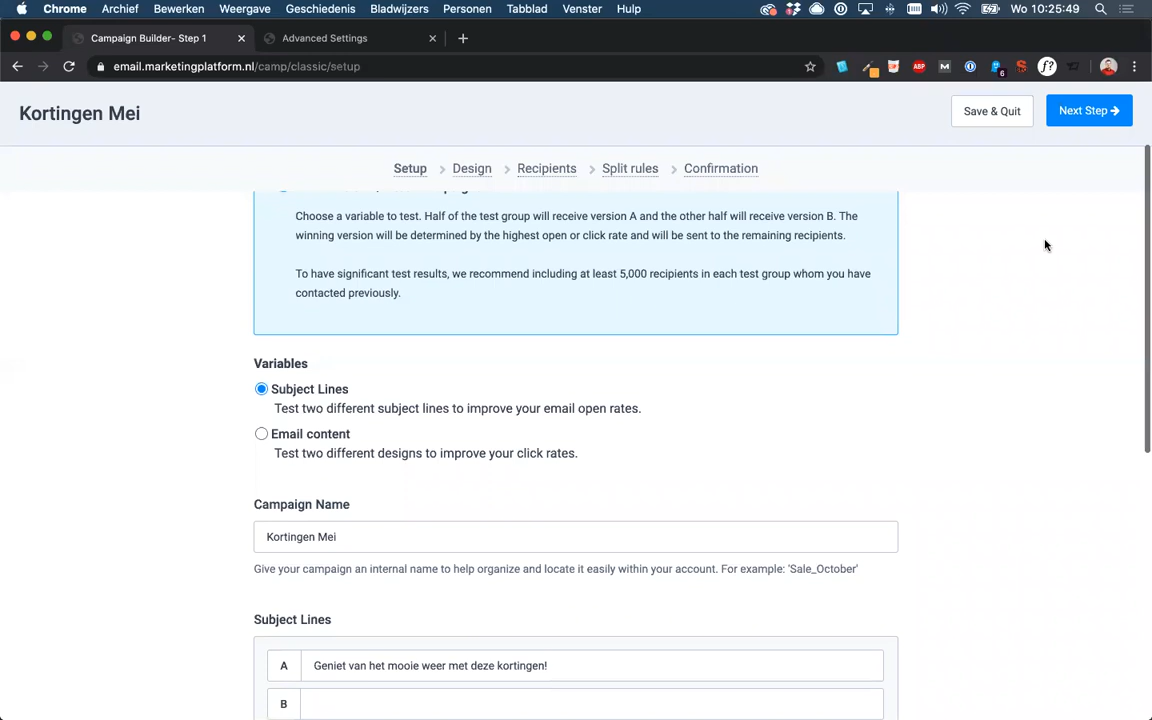 Chrome Archief Bewerken Weergave Geschiedenis Bladwijzers Personen Tabblad Venster Hulp Wo 10:25:49
Campaign Builder- Step 1 Advanced Settings
email.marketingplatform.nl/camp/classic/setup
Kortingen Mei
Save & Quit
Next Step
Setup Design Recipients Split rules Confirmation
Choose a variable to test. Half of the test group will receive version A and the other half will receive version B. The
winning version will be determined by the highest open or click rate and will be sent to the remaining recipients.
To have significant test results, we recommend including at least 5,000 recipients in each test group whom you have
contacted previously.
Variables
Subject Lines
Test two different subject lines to improve your email open rates.
Email content
Test two different designs to improve your click rates.
Campaign Name
Kortingen Mei
Give your campaign an internal name to help organize and locate it easily within your account. For example: 'Sale_October'
Subject Lines
A Geniet van het mooie weer met deze kortingen!
B